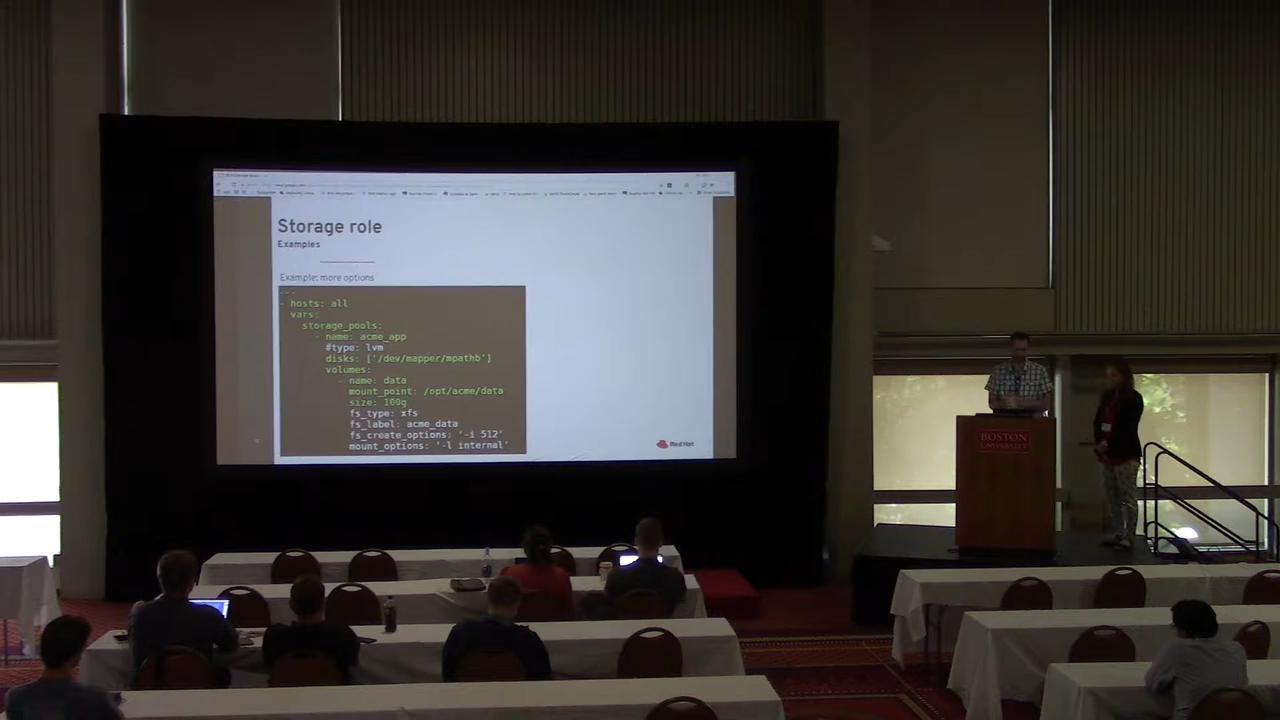 Storage role
Examples
Example: more options
---
- hosts: all
vars:
storage_pools:
- name: acme_app
#type: lvm
disks: ['/dev/mapper/mpathb']
volumes:
- name: data
mount_point: /opt/acme/data
size: 100g
fs_type: xfs
fs_label: acme_data
fs_create_options: '-i 512'
mount_options: '-l internal'
Red Hat
BOSTON
UNIVERSITY